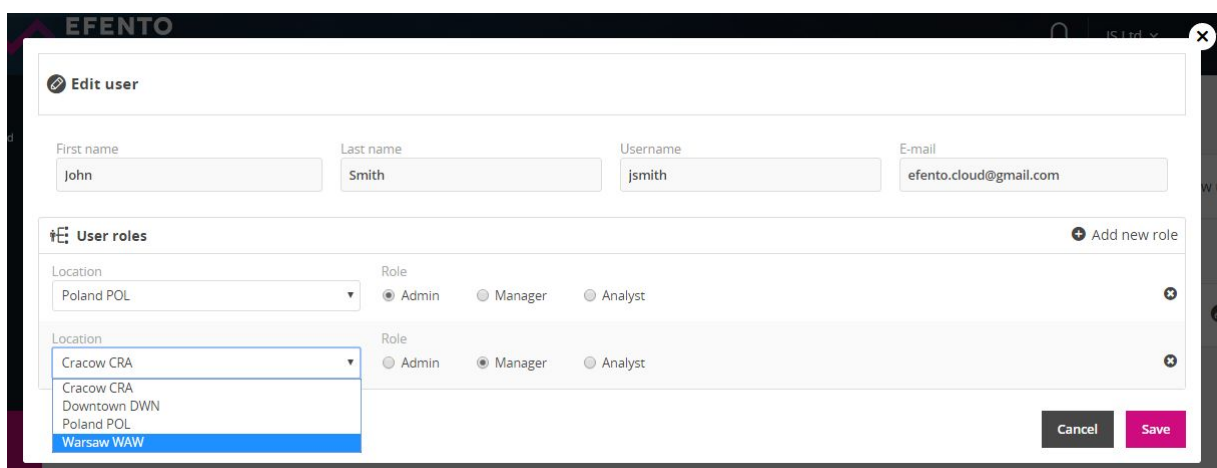 EFENTO
JS Ltd
Edit user
First name Last name Username E-mail
John Smith jsmith efento.cloud@gmail.com
User roles Add new role
Location Role
Poland POL Admin Manager Analyst
Location Role
Cracow CRA Admin Manager Analyst
Cracow CRA
Downtown DWN
Poland POL
Warsaw WAW
Cancel Save